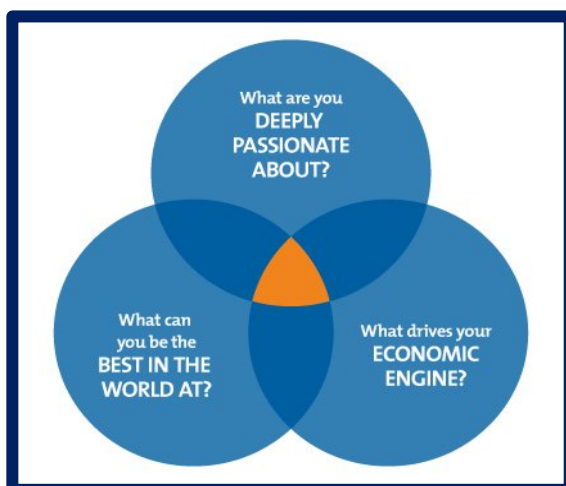 What are you
DEEPLY
PASSIONATE
ABOUT?
What can
you be the
BEST IN THE
WORLD AT?
What drives your
ECONOMIC
ENGINE?